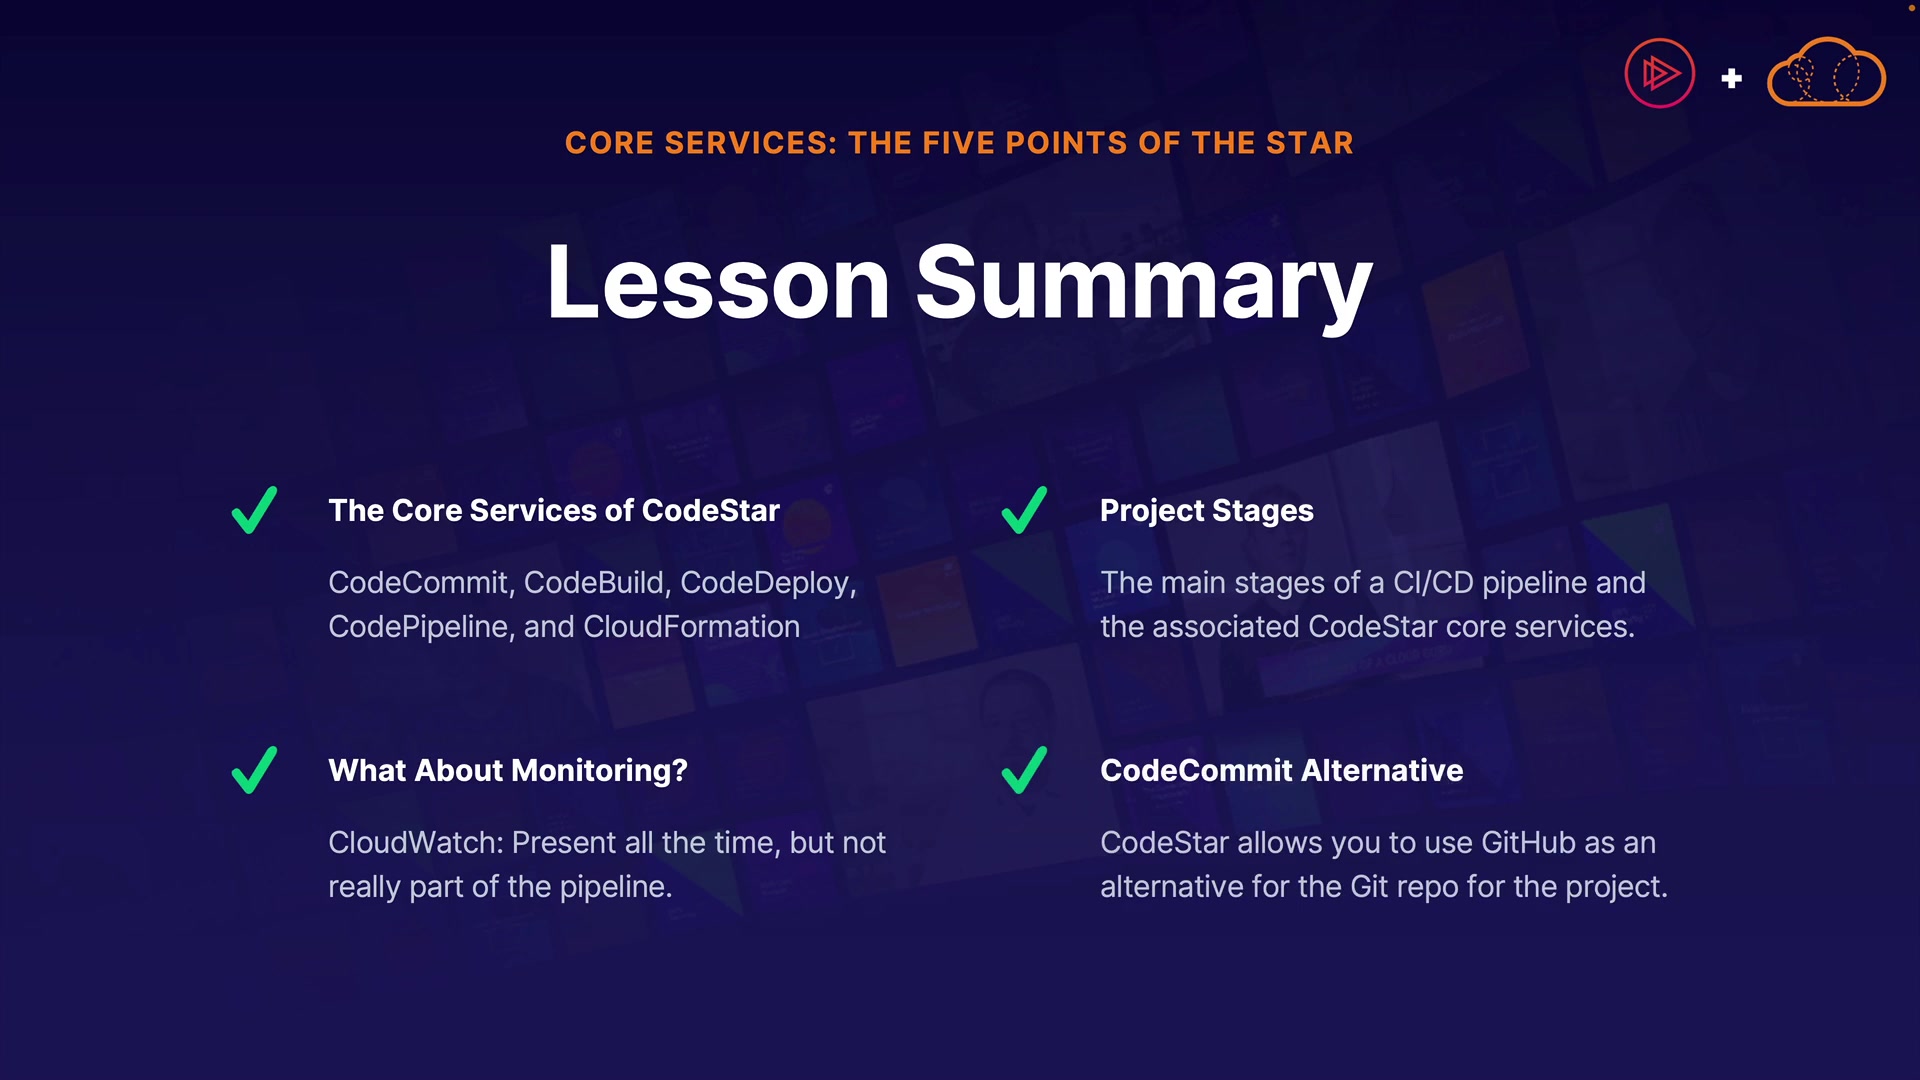 CORE SERVICES: THE FIVE POINTS OF THE STAR
Lesson Summary
The Core Services of CodeStar
CodeCommit, CodeBuild, CodeDeploy,
CodePipeline, and CloudFormation
Project Stages
The main stages of a CI/CD pipeline and
the associated CodeStar core services.
What About Monitoring?
CloudWatch: Present all the time, but not
really part of the pipeline.
CodeCommit Alternative
CodeStar allows you to use GitHub as an
alternative for the Git repo for the project.